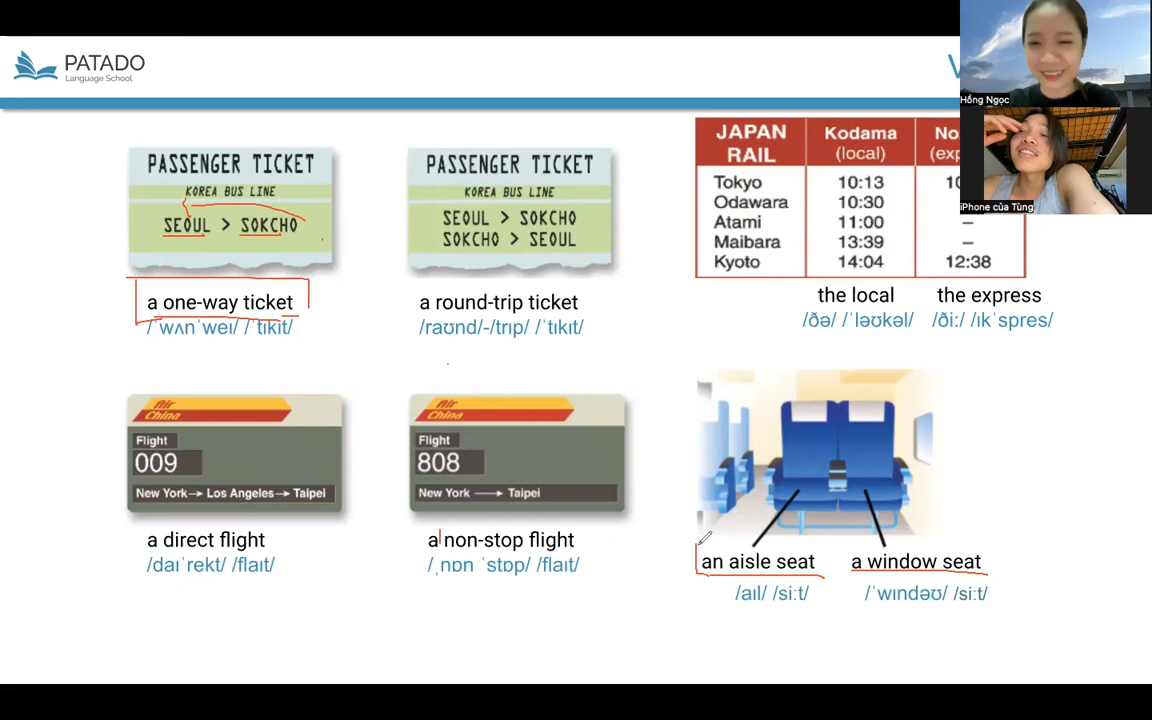 PATADO
Language School
Hồng Ngọc
iPhone của Tùng
PASSENGER TICKET
KOREA BUS LINE
SEOUL > SOKCHO
a one-way ticket
/ˈwʌnˈweɪ/ /ˈtɪkɪt/
PASSENGER TICKET
KOREA BUS LINE
SEOUL > SOKCHO
SOKCHO > SEOUL
a round-trip ticket
/raʊnd/-/trɪp/ /ˈtɪkɪt/
JAPAN RAIL Kodama (local)
Tokyo 10:13
Odawara 10:30
Atami 11:00 –
Maibara 13:39 –
Kyoto 14:04 12:38
the local the express
/ðə/ /ˈləʊkəl/ /ði:/ /ɪkˈspres/
Air China
Flight
009
New York → Los Angeles → Taipei
a direct flight
/daɪˈrekt/ /flaɪt/
Air China
Flight
808
New York → Taipei
a non-stop flight
/ˌnɒn ˈstɒp/ /flaɪt/
an aisle seat a window seat
/aɪl/ /siːt/ /ˈwɪndəʊ/ /siːt/